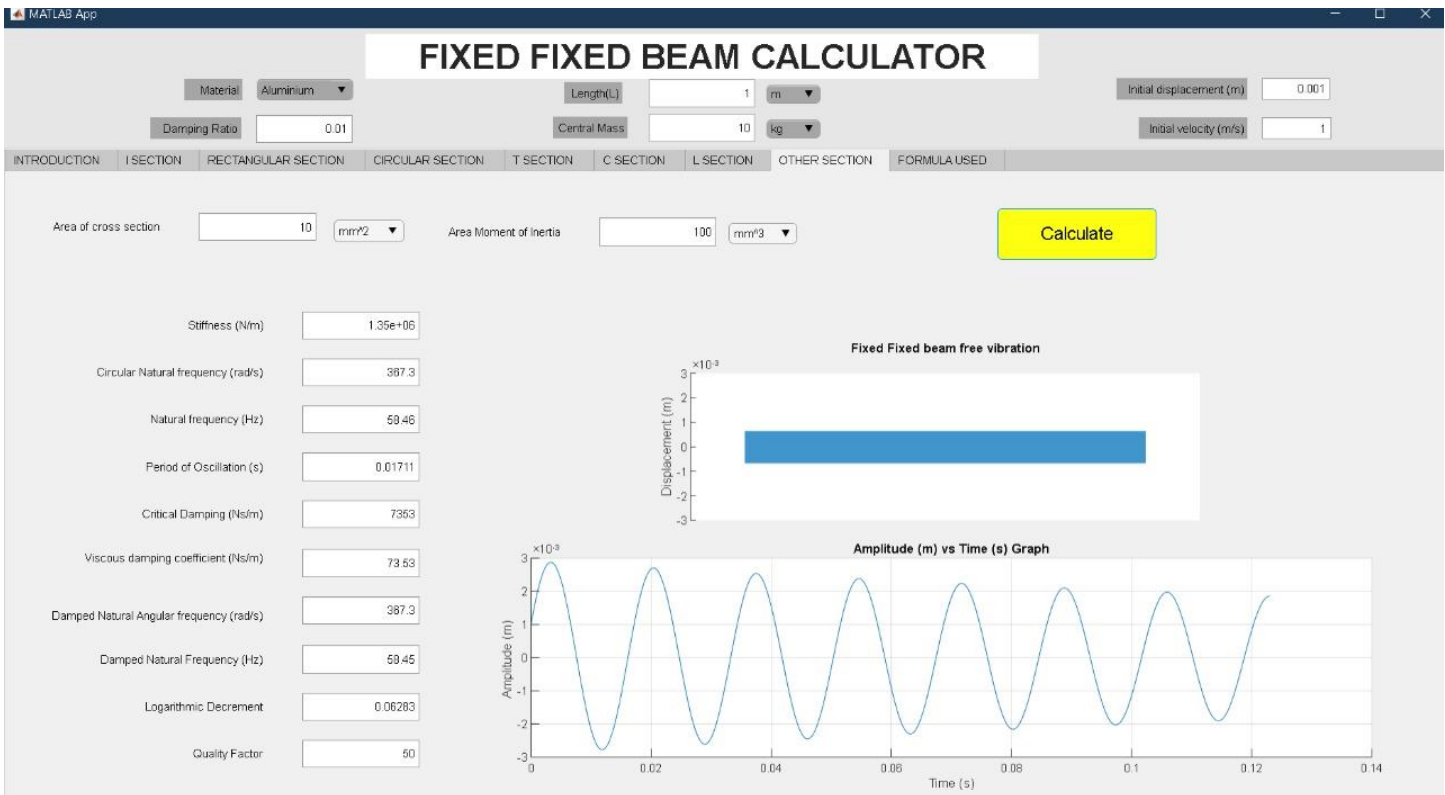 MATLAB App
FIXED FIXED BEAM CALCULATOR
Material Aluminium Length(L) 1 m Initial displacement (m) 0.001
Damping Ratio 0.01 Central Mass 10 kg Initial velocity (m/s) 1
INTRODUCTION I SECTION RECTANGULAR SECTION CIRCULAR SECTION T SECTION C SECTION L SECTION OTHER SECTION FORMULA USED
Area of cross section 10 mm^2 Area Moment of Inertia 100 mm^3 Calculate
Stiffness (N/m) 1.35e+06
Circular Natural frequency (rad/s) 367.3
Natural frequency (Hz) 58.46
Period of Oscillation (s) 0.01711
Critical Damping (Ns/m) 7353
Viscous damping coefficient (Ns/m) 73.53
Damped Natural Angular frequency (rad/s) 367.3
Damped Natural Frequency (Hz) 58.45
Logarithmic Decrement 0.06283
Quality Factor 50
Fixed Fixed beam free vibration
×10-3
3
2
1
0
-1
-2
-3
Displacement (m)
Amplitude (m) vs Time (s) Graph
×10-3
3
2
1
0
-1
-2
-3
Amplitude (m)
0 0.02 0.04 0.06 0.08 0.1 0.12 0.14
Time (s)